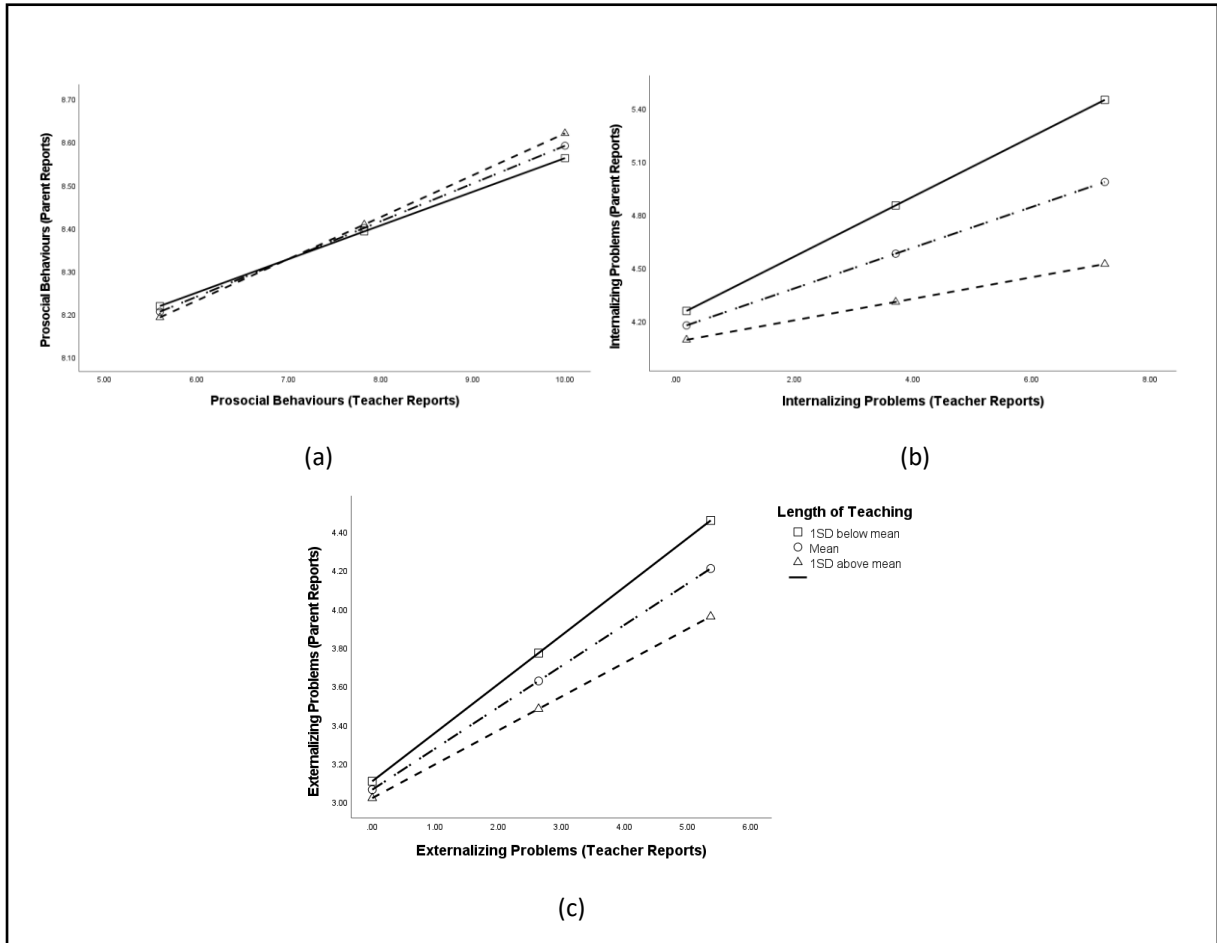 8.70
8.60
8.50
8.40
8.30
8.20
8.10
Prosocial Behaviours (Parent Reports)
5.00 6.00 7.00 8.00 9.00 10.00
Prosocial Behaviours (Teacher Reports)
(a)
5.40
5.10
4.80
4.50
4.20
Internalizing Problems (Parent Reports)
.00 2.00 4.00 6.00 8.00
Internalizing Problems (Teacher Reports)
(b)
4.40
4.20
4.00
3.80
3.60
3.40
3.20
3.00
Externalizing Problems (Parent Reports)
.00 1.00 2.00 3.00 4.00 5.00 6.00
Externalizing Problems (Teacher Reports)
Length of Teaching
1SD below mean
Mean
1SD above mean
(c)